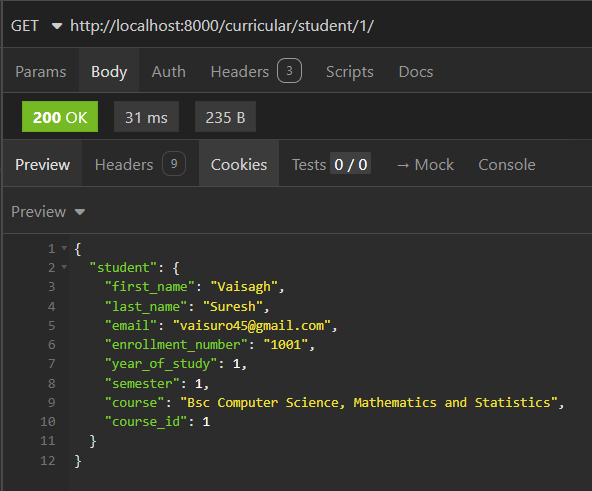 GET http://localhost:8000/curricular/student/1/
Params Body Auth Headers 3 Scripts Docs
200 OK 31 ms 235 B
Preview Headers 9 Cookies Tests 0 / 0 → Mock Console
Preview
1 {
2 "student": {
3 "first_name": "Vaisagh",
4 "last_name": "Suresh",
5 "email": "vaisuro45@gmail.com",
6 "enrollment_number": "1001",
7 "year_of_study": 1,
8 "semester": 1,
9 "course": "Bsc Computer Science, Mathematics and Statistics",
10 "course_id": 1
11 }
12 }